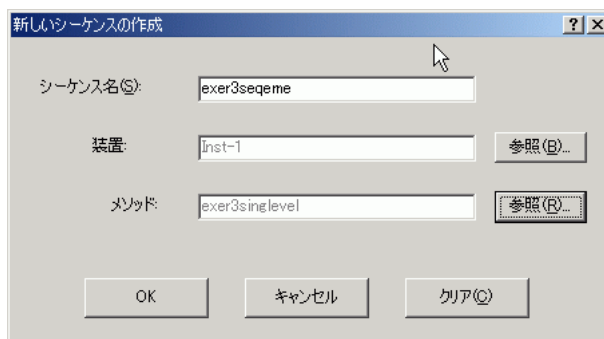 新しいシーケンスの作成
シーケンス名(S): exer3seqeme
装置: Inst-1 参照(B)...
メソッド: exer3singlevel 参照(R)...
OK キャンセル クリア(C)